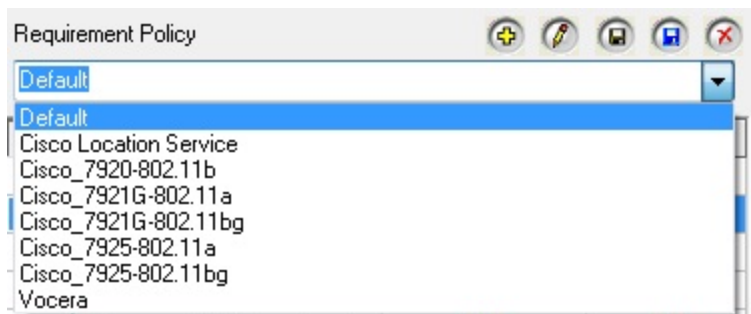 Requirement Policy
Default
Default
Cisco Location Service
Cisco_7920-802.11b
Cisco_7921G-802.11a
Cisco_7921G-802.11bg
Cisco_7925-802.11a
Cisco_7925-802.11bg
Vocera